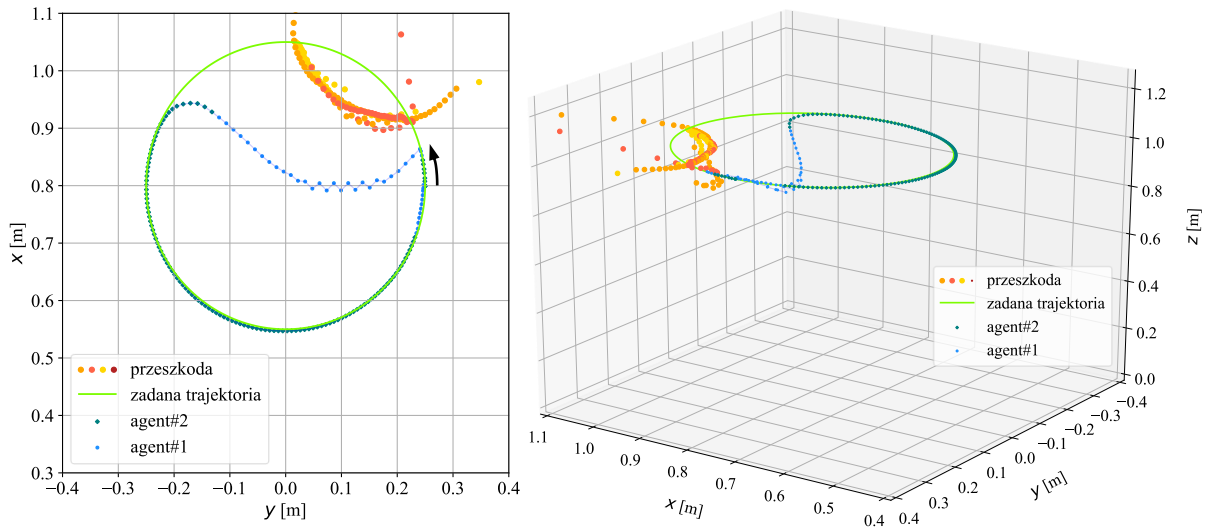 1.1
1.0
0.9
0.8
0.7
0.6
0.5
0.4
0.3
x [m]
−0.4 −0.3 −0.2 −0.1 0.0 0.1 0.2 0.3 0.4
y [m]
przeszkoda
zadana trajektoria
agent#2
agent#1
1.2
1.0
0.8
0.6
0.4
0.2
0.0
z [m]
przeszkoda
zadana trajektoria
agent#2
agent#1
1.1 1.0 0.9 0.8 0.7 0.6 0.5 0.4
x [m]
−0.4
−0.3
−0.2
−0.1
0.0
0.1
0.2
0.3
0.4
y [m]